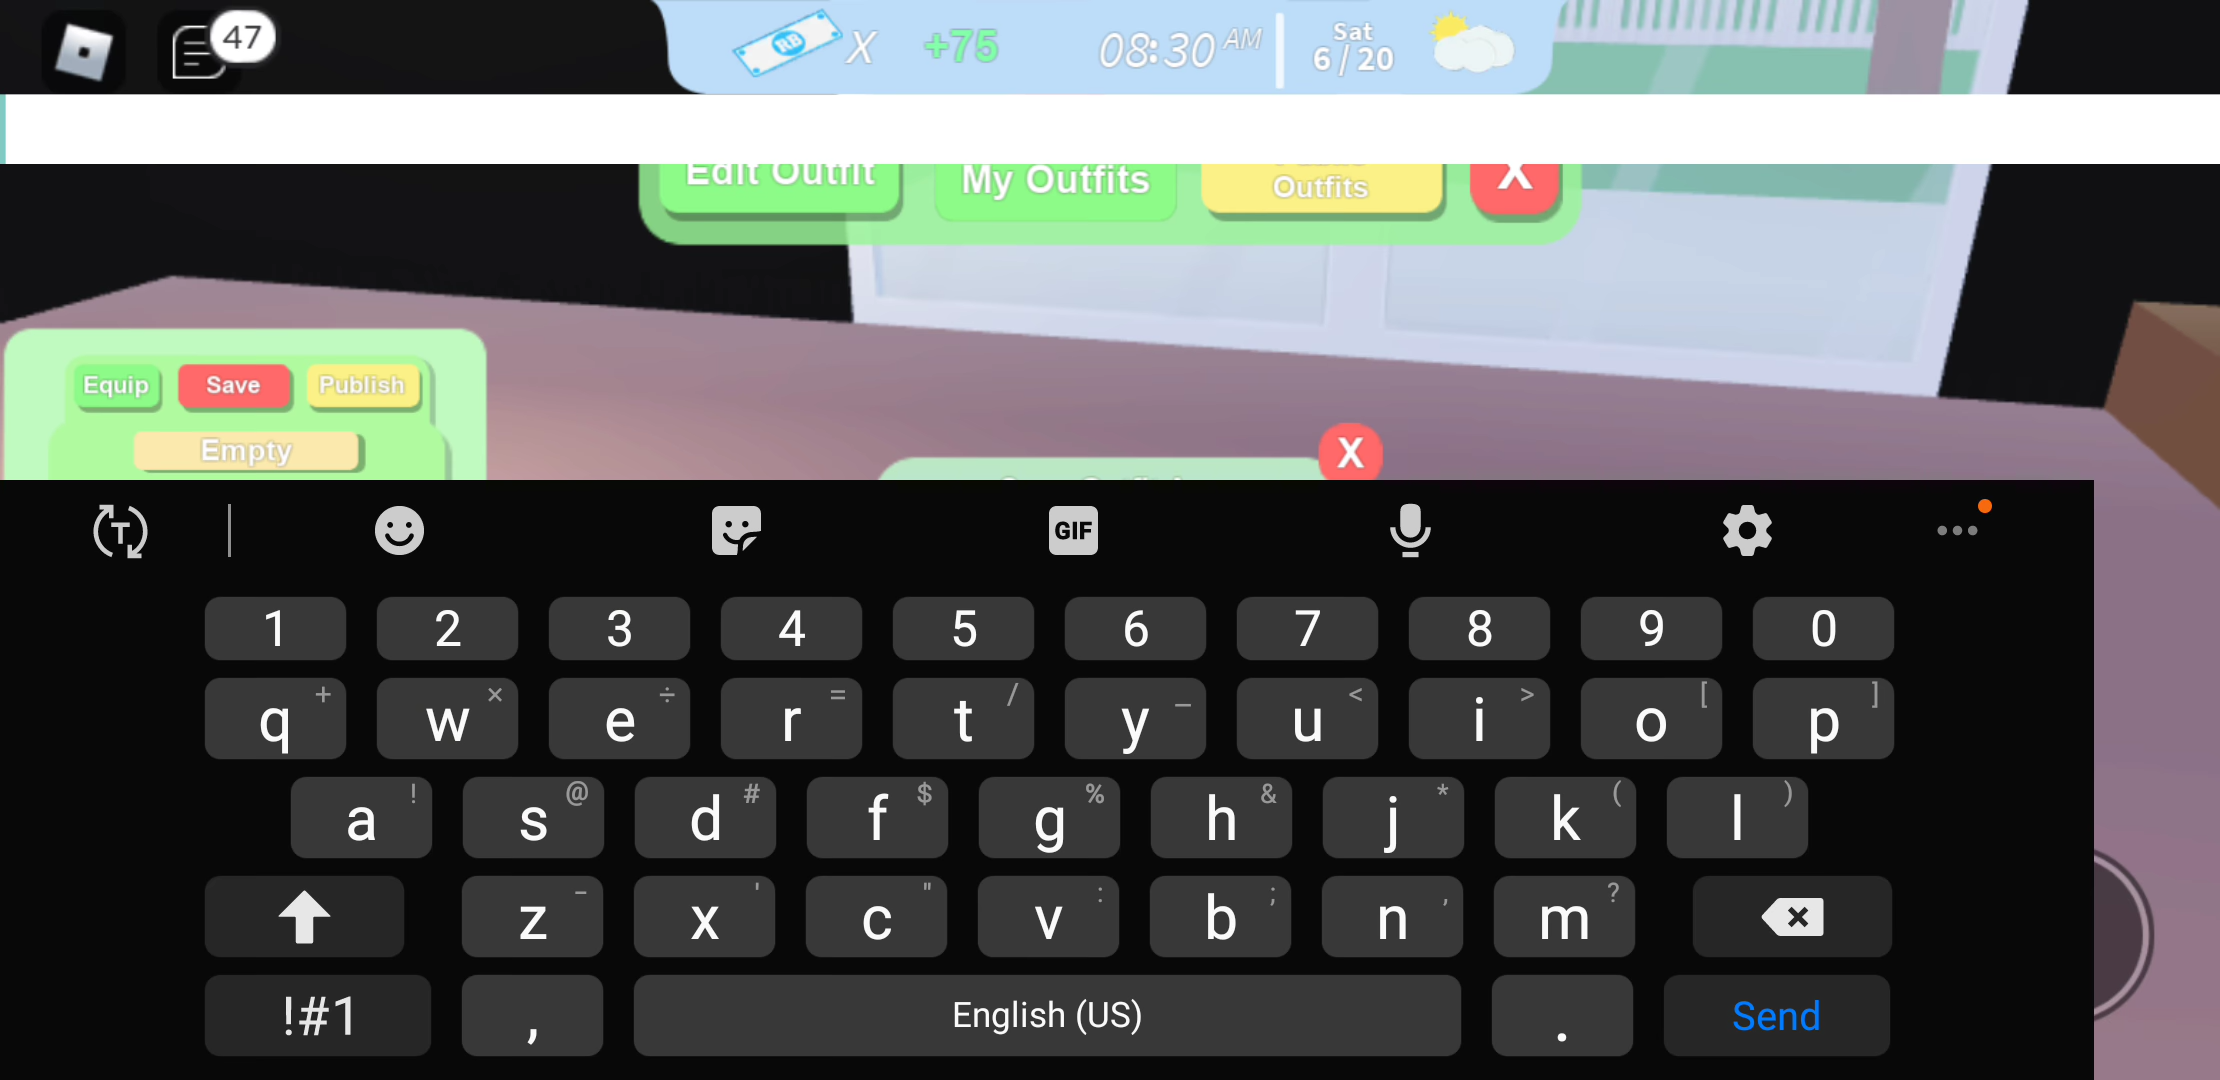 47
RB X +75 08:30 AM Sat
6 / 20
Edit Outfit My Outfits Outfits X
Equip Save Publish
Empty
X
T GIF
1 2 3 4 5 6 7 8 9 0
q + w × e ÷ r = t / y _ u < i > o [ p ]
a ! s @ d # f $ g % h & j * k ( l )
z - x ' c " v : b ; n , m ?
!#1 , English (US) . Send